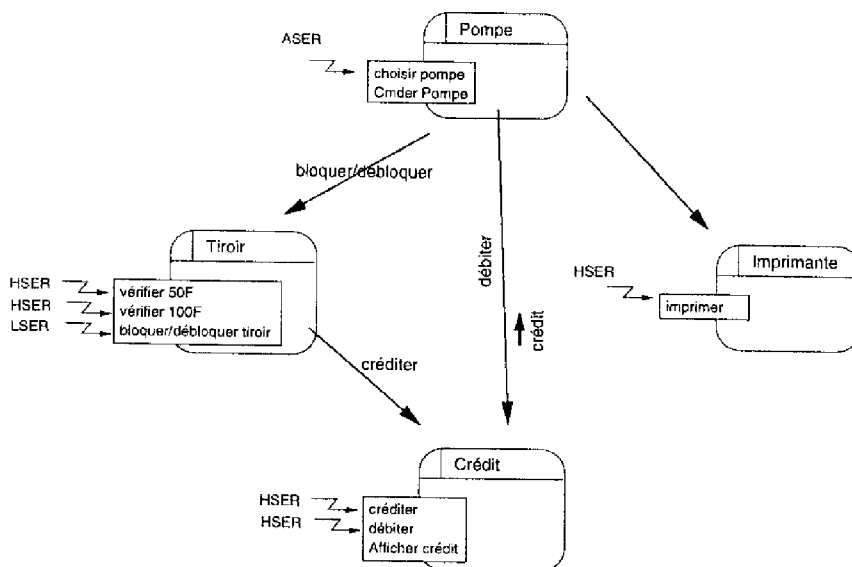 Pompe
ASER
choisir pompe
Cmder Pompe
bloquer/débloquer
débiter
crédit
Tiroir
HSER
vérifier 50F
HSER
vérifier 100F
LSER
bloquer/débloquer tiroir
Imprimante
HSER
imprimer
créditer
Crédit
HSER
créditer
HSER
débiter
Afficher crédit